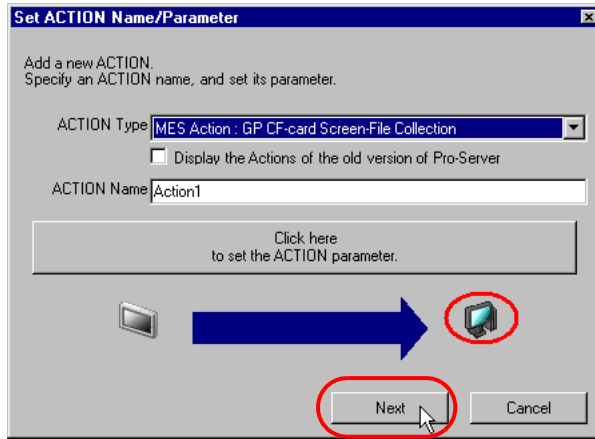 Set ACTION Name/Parameter
Add a new ACTION.
Specify an ACTION name, and set its parameter.
ACTION Type MES Action : GP CF-card Screen-File Collection
Display the Actions of the old version of Pro-Server
ACTION Name Action1
Click here
to set the ACTION parameter.
Next Cancel